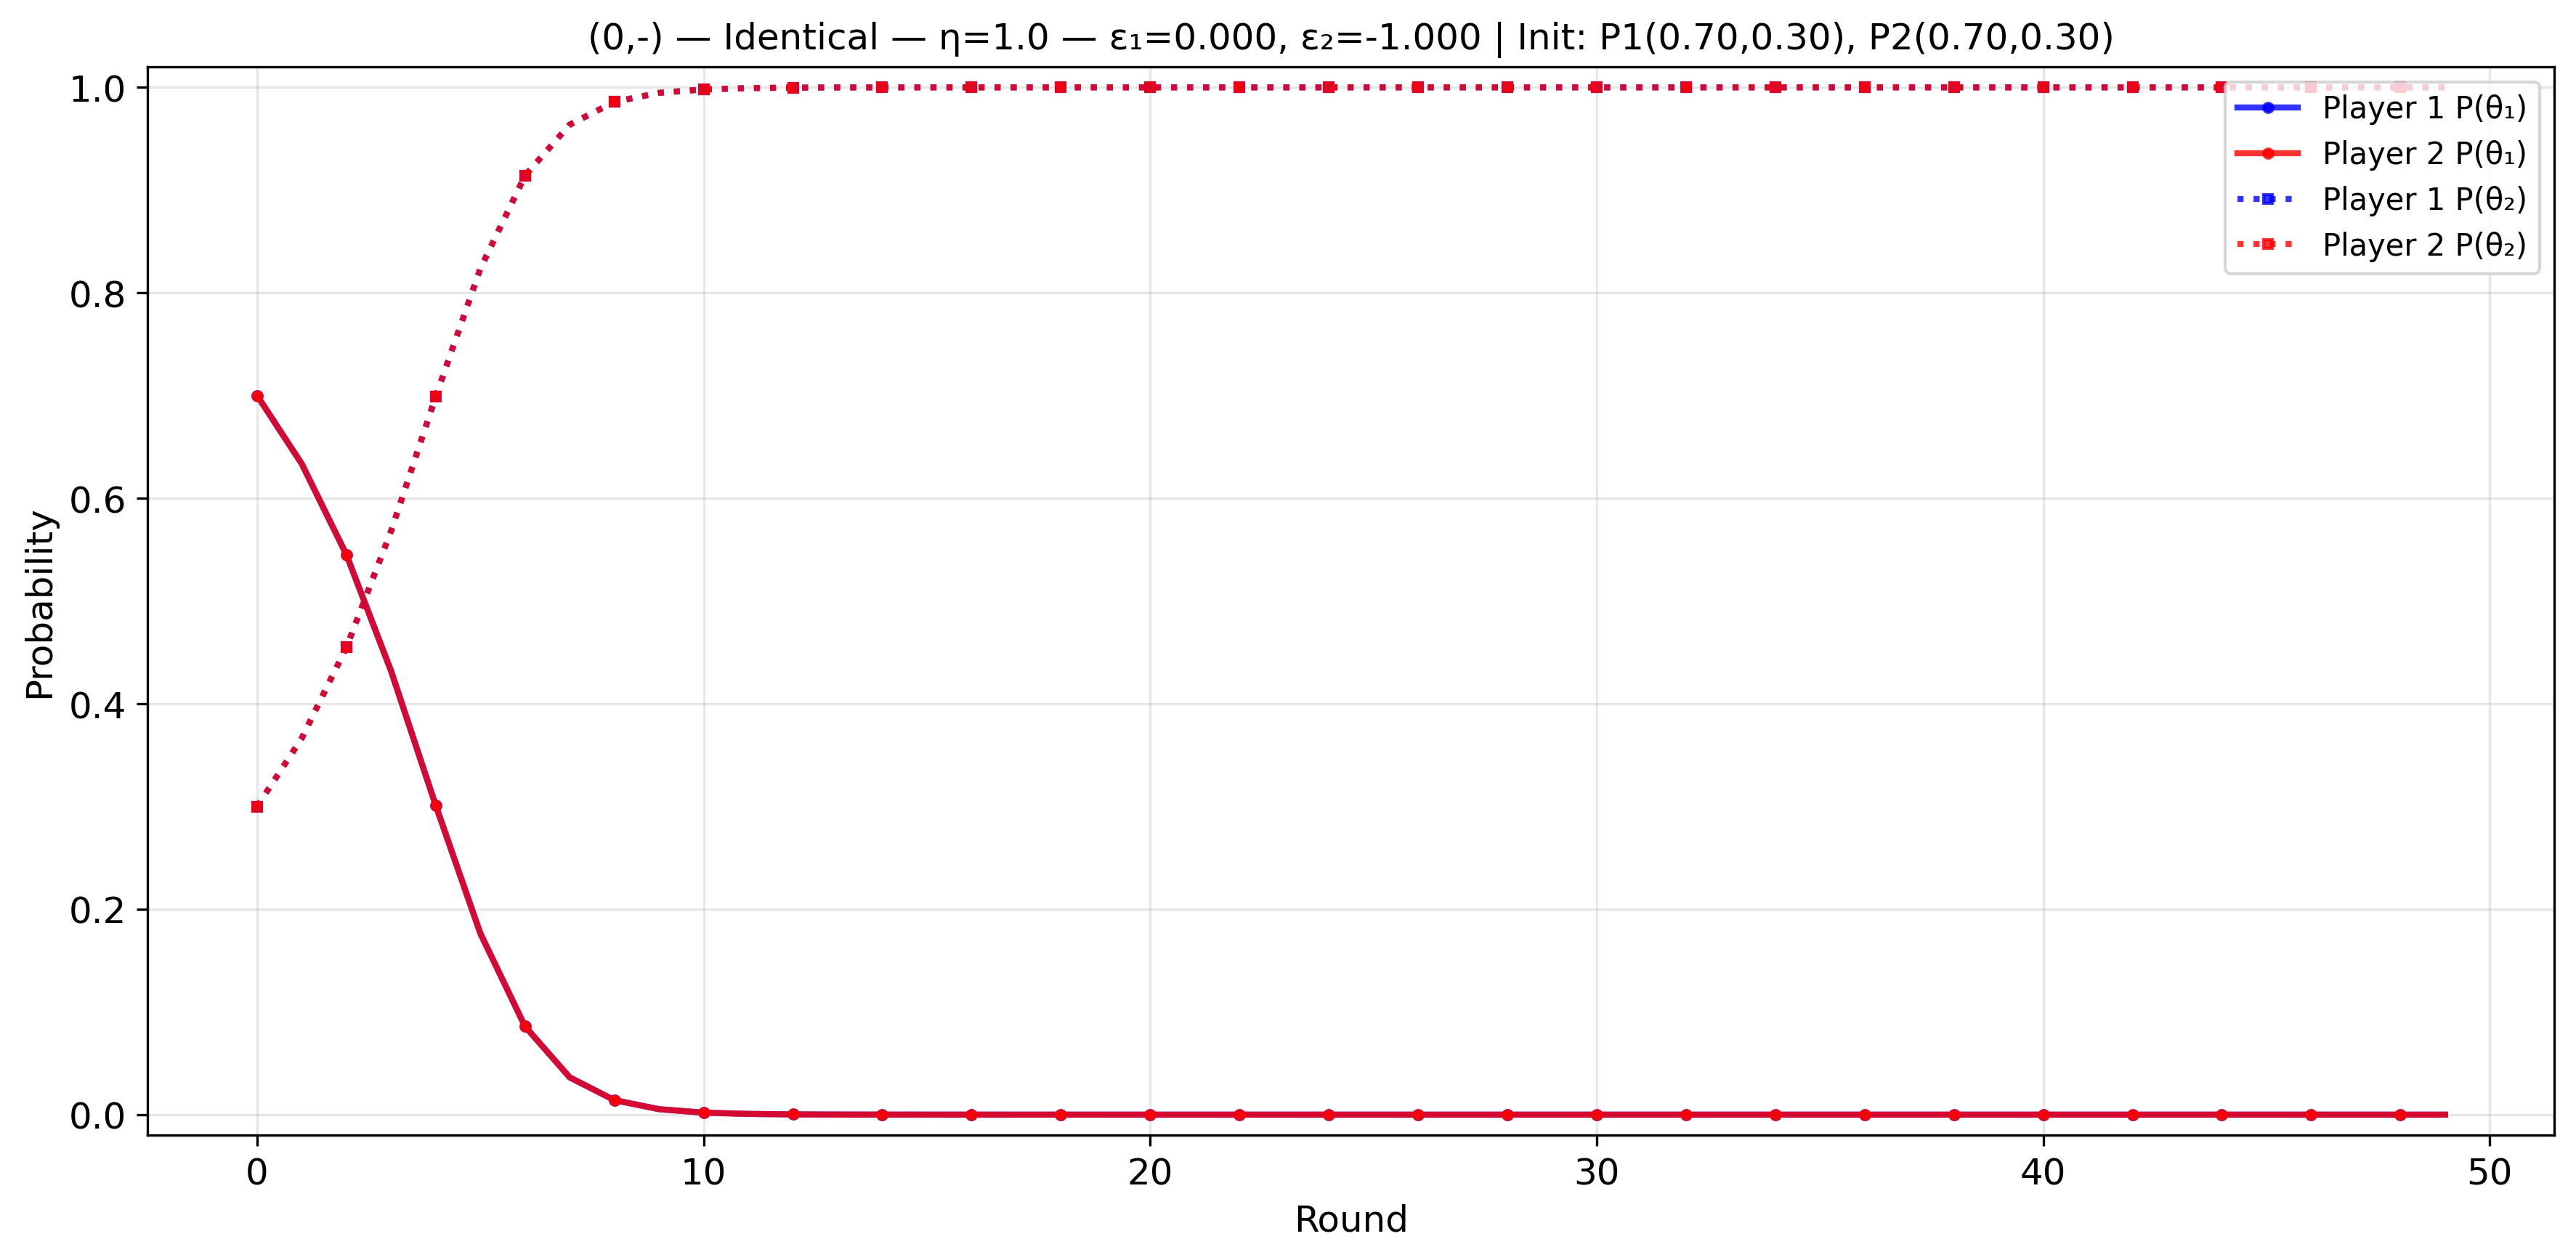 (0,-) — Identical — η=1.0 — ε₁=0.000, ε₂=-1.000 | Init: P1(0.70,0.30), P2(0.70,0.30)
Player 1 P(θ₁)
Player 2 P(θ₁)
Player 1 P(θ₂)
Player 2 P(θ₂)
Probability
1.0
0.8
0.6
0.4
0.2
0.0
0 10 20 30 40 50
Round